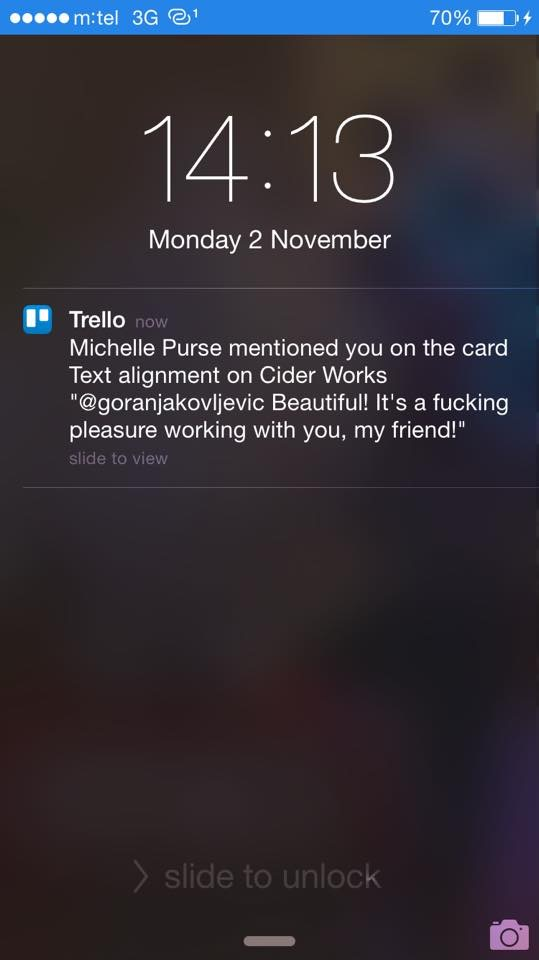 m:tel 3G 1 70%
14:13
Monday 2 November
Trello now
Michelle Purse mentioned you on the card
Text alignment on Cider Works
"@goranjakovljevic Beautiful! It's a fucking
pleasure working with you, my friend!"
slide to view
slide to unlock